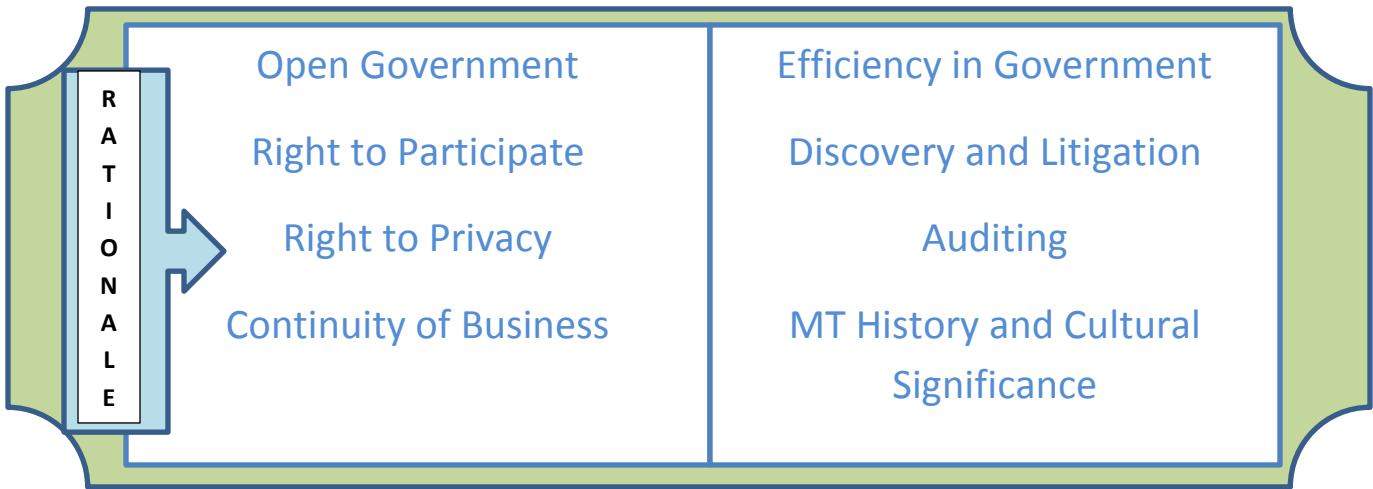 RATIONALE
Open Government
Right to Participate
Right to Privacy
Continuity of Business
Efficiency in Government
Discovery and Litigation
Auditing
MT History and Cultural
Significance